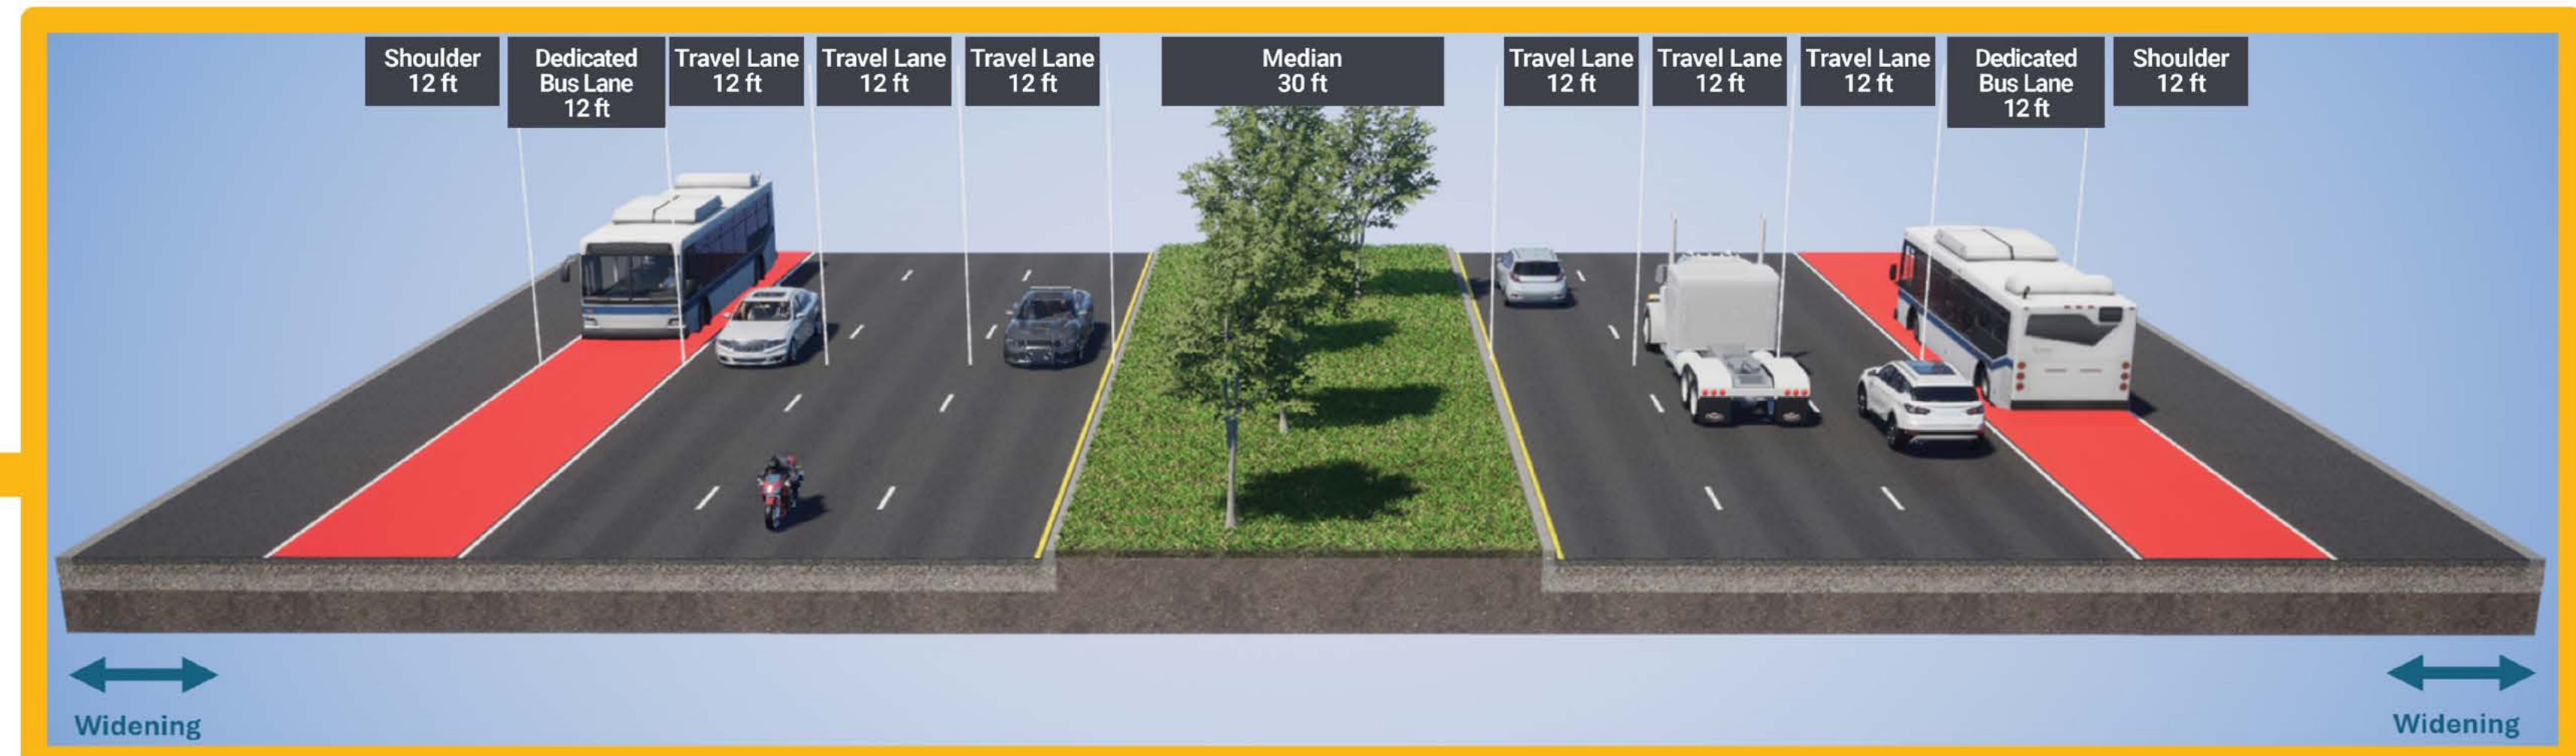 Shoulder
12 ft
Dedicated
Bus Lane
12 ft
Travel Lane
12 ft
Travel Lane
12 ft
Travel Lane
12 ft
Median
30 ft
Travel Lane
12 ft
Travel Lane
12 ft
Travel Lane
12 ft
Dedicated
Bus Lane
12 ft
Shoulder
12 ft
Widening
Widening